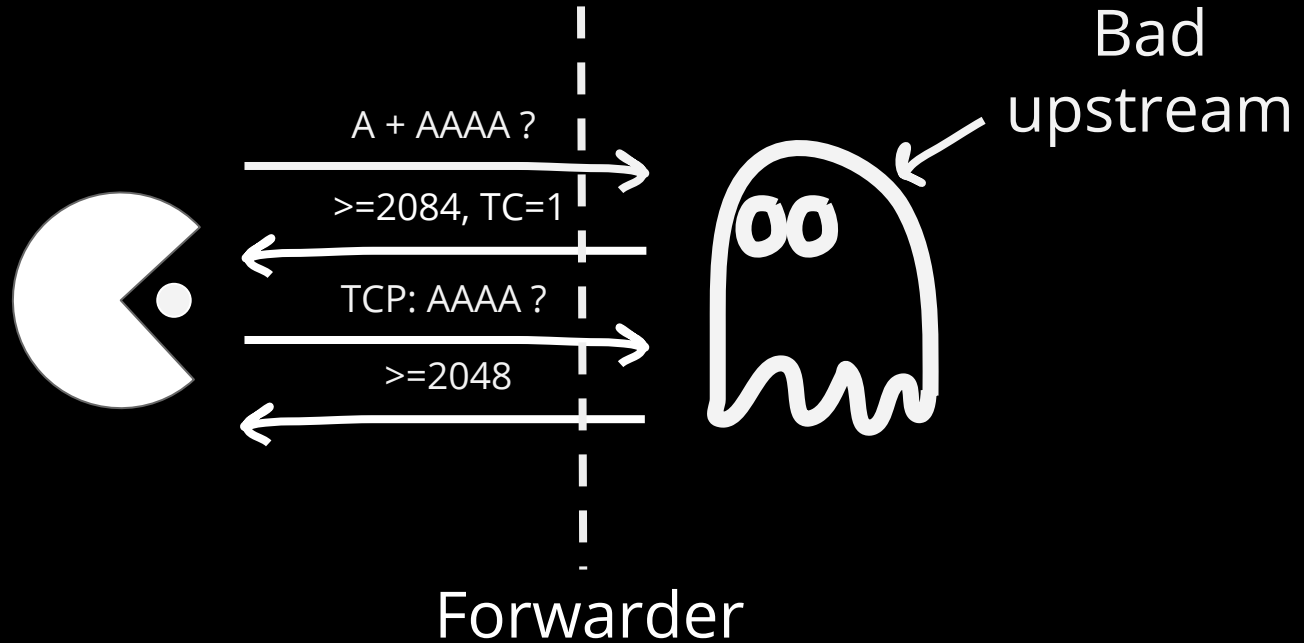 Bad
upstream
A + AAAA ?
>=2084, TC=1
TCP: AAAA ?
>=2048
Forwarder